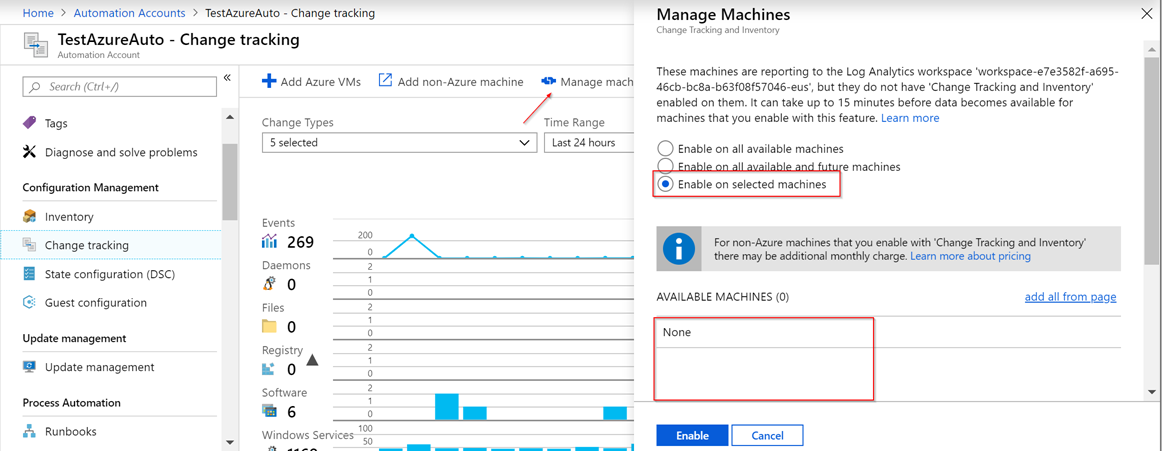 Home > Automation Accounts > TestAzureAuto - Change tracking
TestAzureAuto - Change tracking
Automation Account
Search (Ctrl+/)
«
Tags
Diagnose and solve problems
Configuration Management
Inventory
Change tracking
State configuration (DSC)
Guest configuration
Update management
Update management
Process Automation
Runbooks
Add Azure VMs
Add non-Azure machine
Manage mach
Change Types
5 selected
Time Range
Last 24 hours
Events
269
200
0
Daemons
0
2
1
0
Files
0
2
1
0
Registry
0
2
1
0
Software
6
2
1
0
Windows Services
100
50
Manage Machines
Change Tracking and Inventory
These machines are reporting to the Log Analytics workspace 'workspace-e7e3582f-a695-
46cb-bc8a-b63f08f57046-eus', but they do not have 'Change Tracking and Inventory'
enabled on them. It can take up to 15 minutes before data becomes available for
machines that you enable with this feature. Learn more
Enable on all available machines
Enable on all available and future machines
Enable on selected machines
For non-Azure machines that you enable with 'Change Tracking and Inventory'
there may be additional monthly charge. Learn more about pricing
AVAILABLE MACHINES (0)
add all from page
None
Enable
Cancel